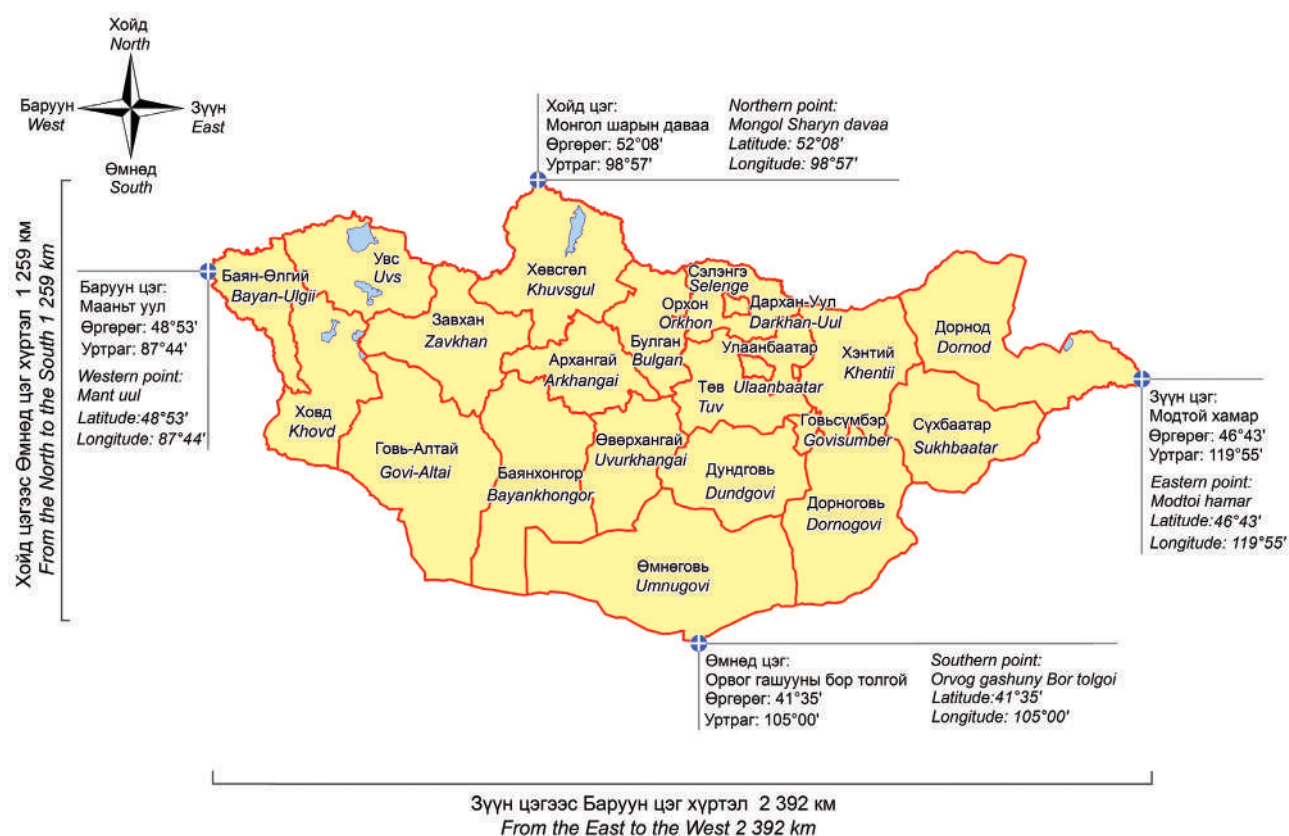 Хойд
North
Баруун
West
Зүүн
East
Өмнөд
South
Хойд цэг:
Монгол шарын даваа
Өргөрөг: 52°08'
Уртраг: 98°57'
Northern point:
Mongol Sharyn davaa
Latitude: 52°08'
Longitude: 98°57'
Хойд цэгээс Өмнөд цэг хүртэл 1 259 км
From the North to the South 1 259 km
Баруун цэг:
Мааньт уул
Өргөрөг: 48°53'
Уртраг: 87°44'
Western point:
Mant uul
Latitude:48°53'
Longitude: 87°44'
Баян-Өлгий
Bayan-Ulgii
Увс
Uvs
Хөвсгөл
Khuvsgul
Сэлэнгэ
Selenge
Орхон
Orkhon
Дархан-Уул
Darkhan-Uul
Завхан
Zavkhan
Булган
Bulgan
Улаанбаатар
Ulaanbaatar
Архангай
Arkhangai
Төв
Tuv
Хэнтий
Khentii
Дорнод
Dornod
Ховд
Khovd
Говь-Алтай
Govi-Altai
Баянхонгор
Bayankhongor
Өверхангай
Uvurkhangai
Дундговь
Dundgovi
Говьсүмбэр
Govisumber
Сүхбаатар
Sukhbaatar
Дорноговь
Dornogovi
Өмнөговь
Umnugovi
Зүүн цэг:
Модтой хамар
Өргөрөг: 46°43'
Уртраг: 119°55'
Eastern point:
Modtoi hamar
Latitude:46°43'
Longitude: 119°55'
Өмнөд цэг:
Орвог гашууны бор толгой
Өргөрөг: 41°35'
Уртраг: 105°00'
Southern point:
Orvog gashuny Bor tolgoi
Latitude:41°35'
Longitude: 105°00'
Зүүн цэгээс Баруун цэг хүртэл 2 392 км
From the East to the West 2 392 km